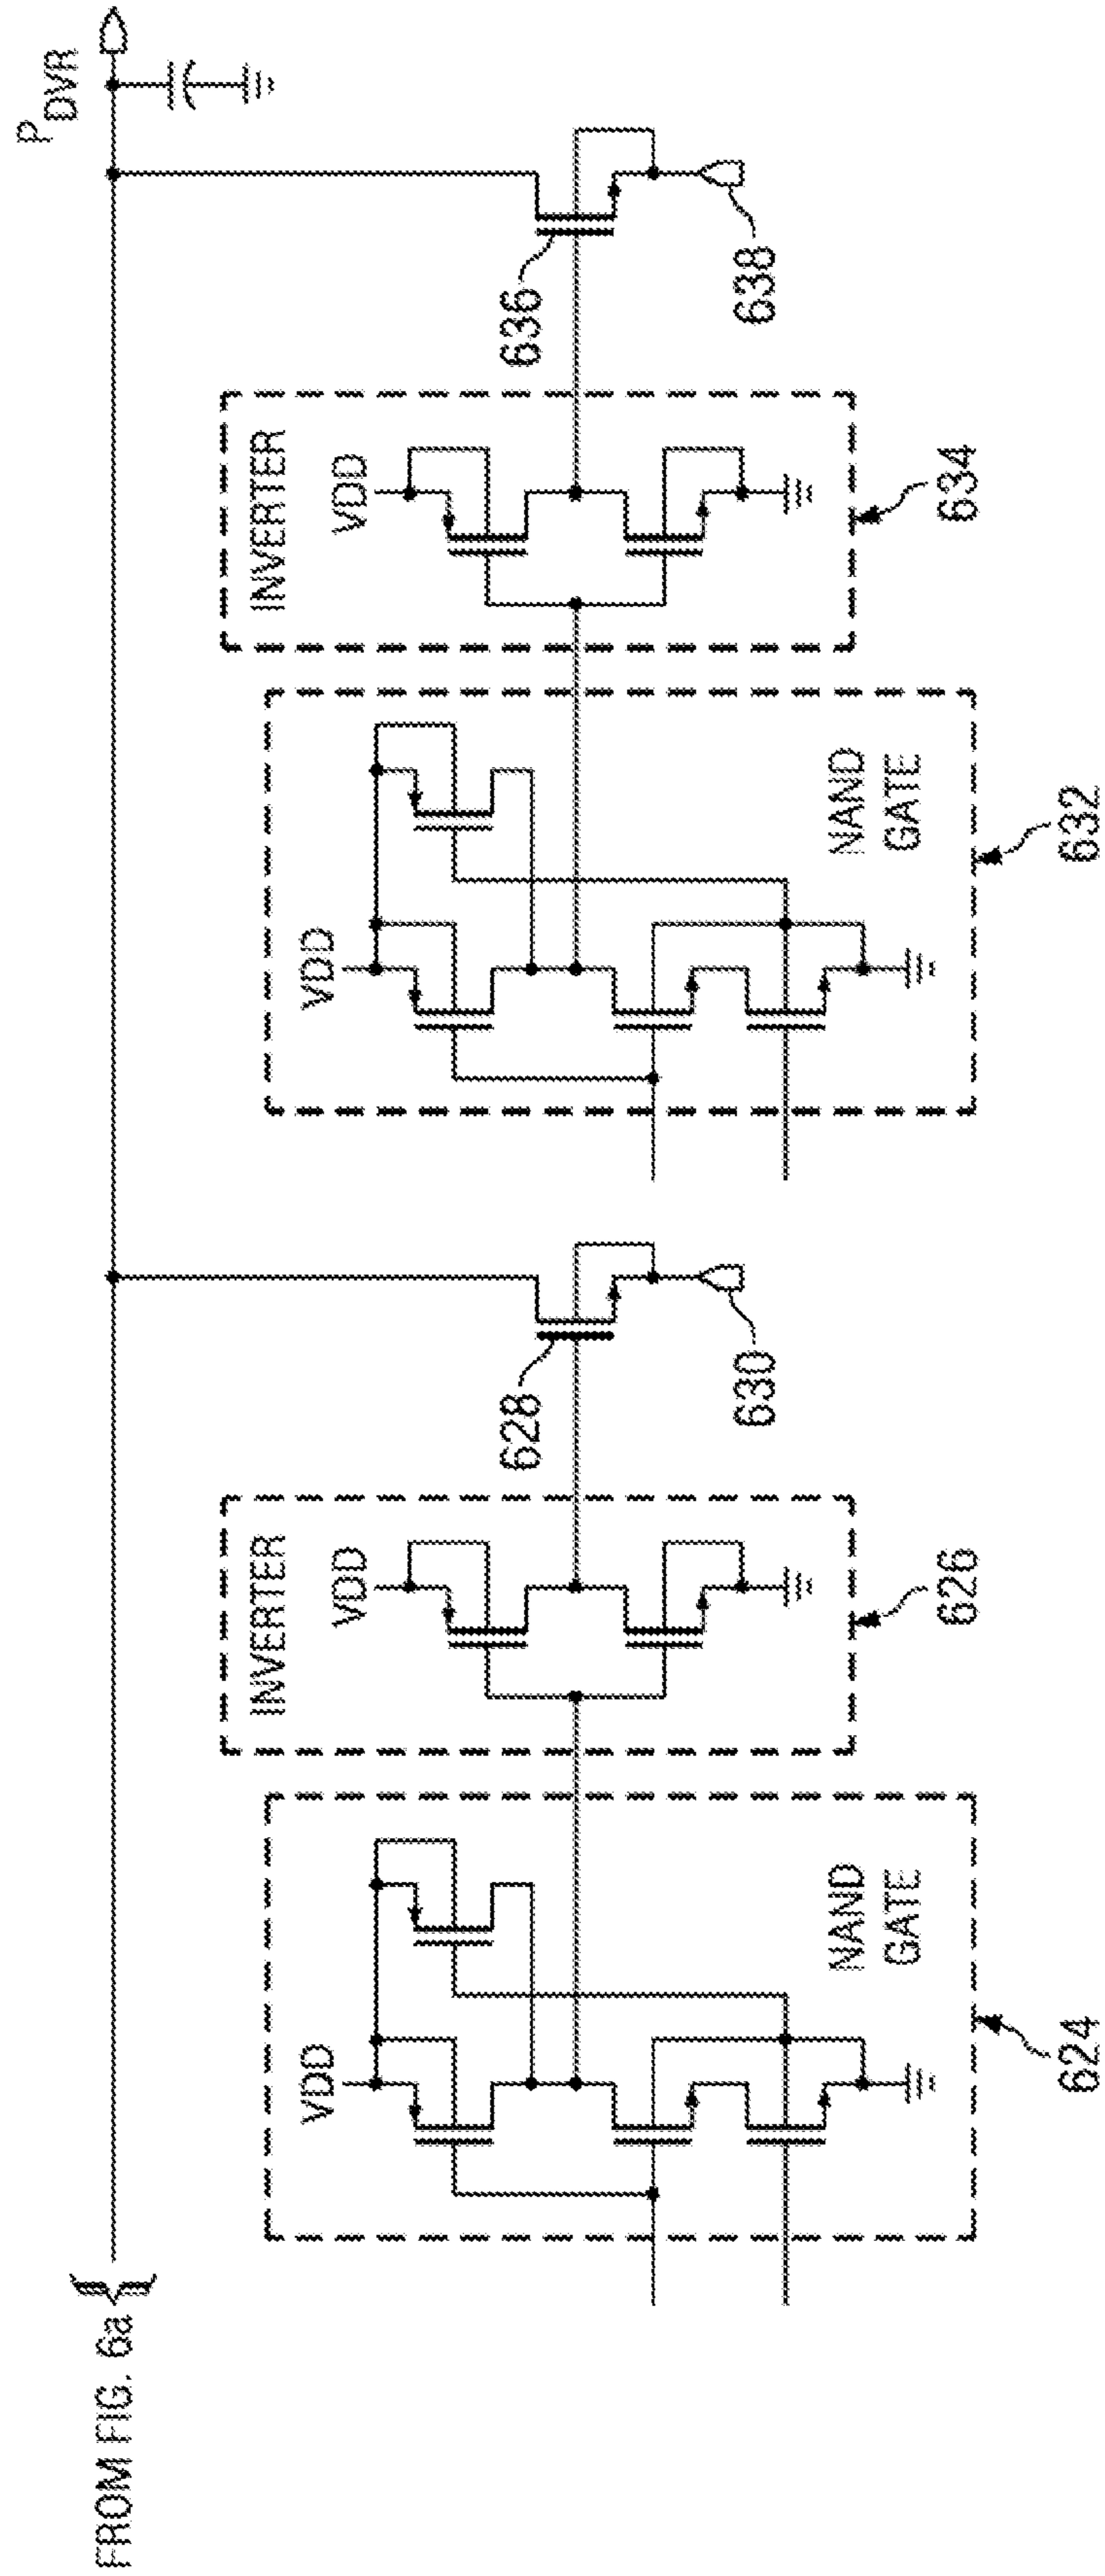 FROM FIG. 6a
P DVR
VDD
NAND
GATE
624
INVERTER
VDD
626
628
630
VDD
NAND
GATE
632
INVERTER
VDD
634
636
638